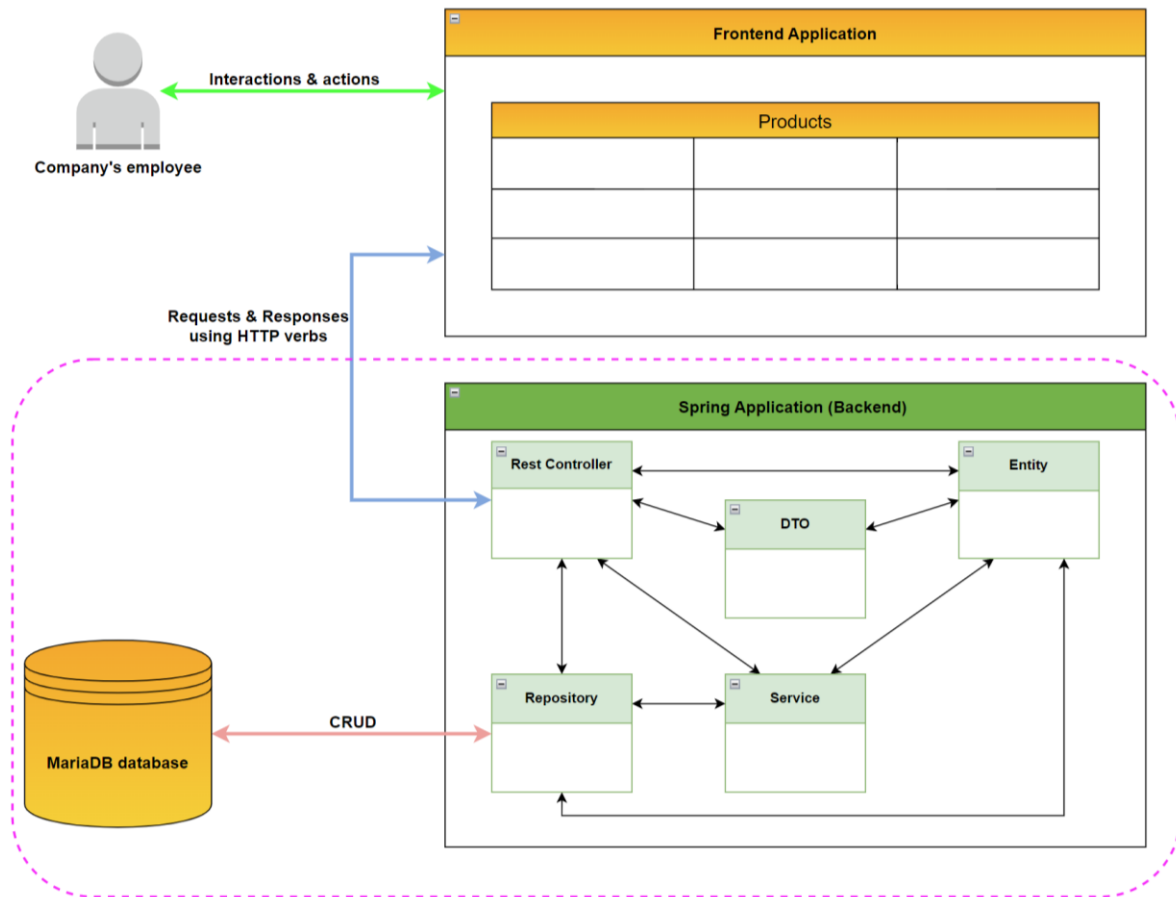 Frontend Application
Interactions & actions
Products
Company's employee
Requests & Responses
using HTTP verbs
Spring Application (Backend)
Rest Controller
Entity
DTO
Repository
Service
CRUD
MariaDB database